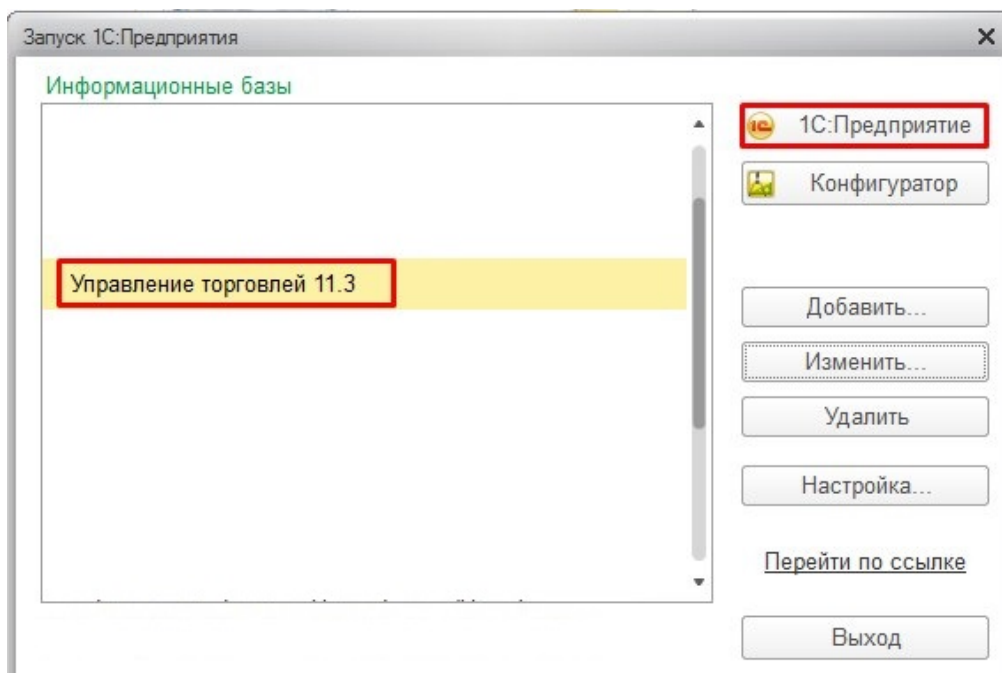 Запуск 1С:Предприятия
Информационные базы
Управление торговлей 11.3
1С:Предприятие
Конфигуратор
Добавить...
Изменить...
Удалить
Настройка...
Перейти по ссылке
Выход